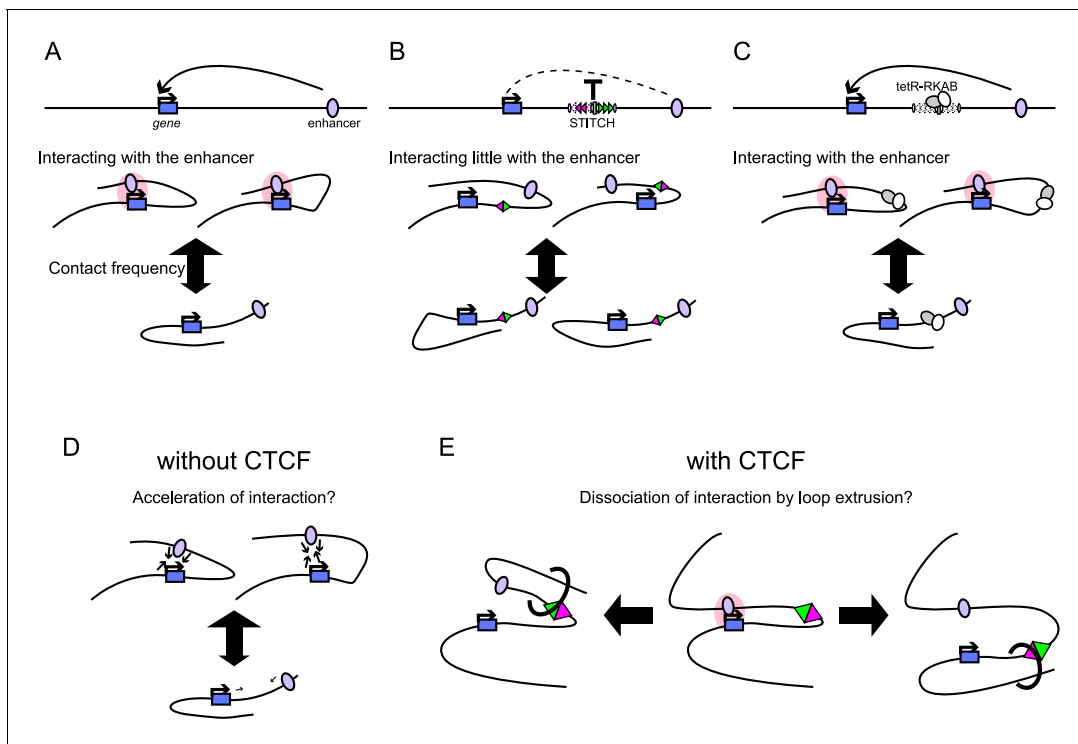 A
gene
enhancer
Interacting with the enhancer
Contact frequency
B
STITCH
Interacting little with the enhancer
C
tetR-RKAB
Interacting with the enhancer
D
without CTCF
Acceleration of interaction?
E
with CTCF
Dissociation of interaction by loop extrusion?